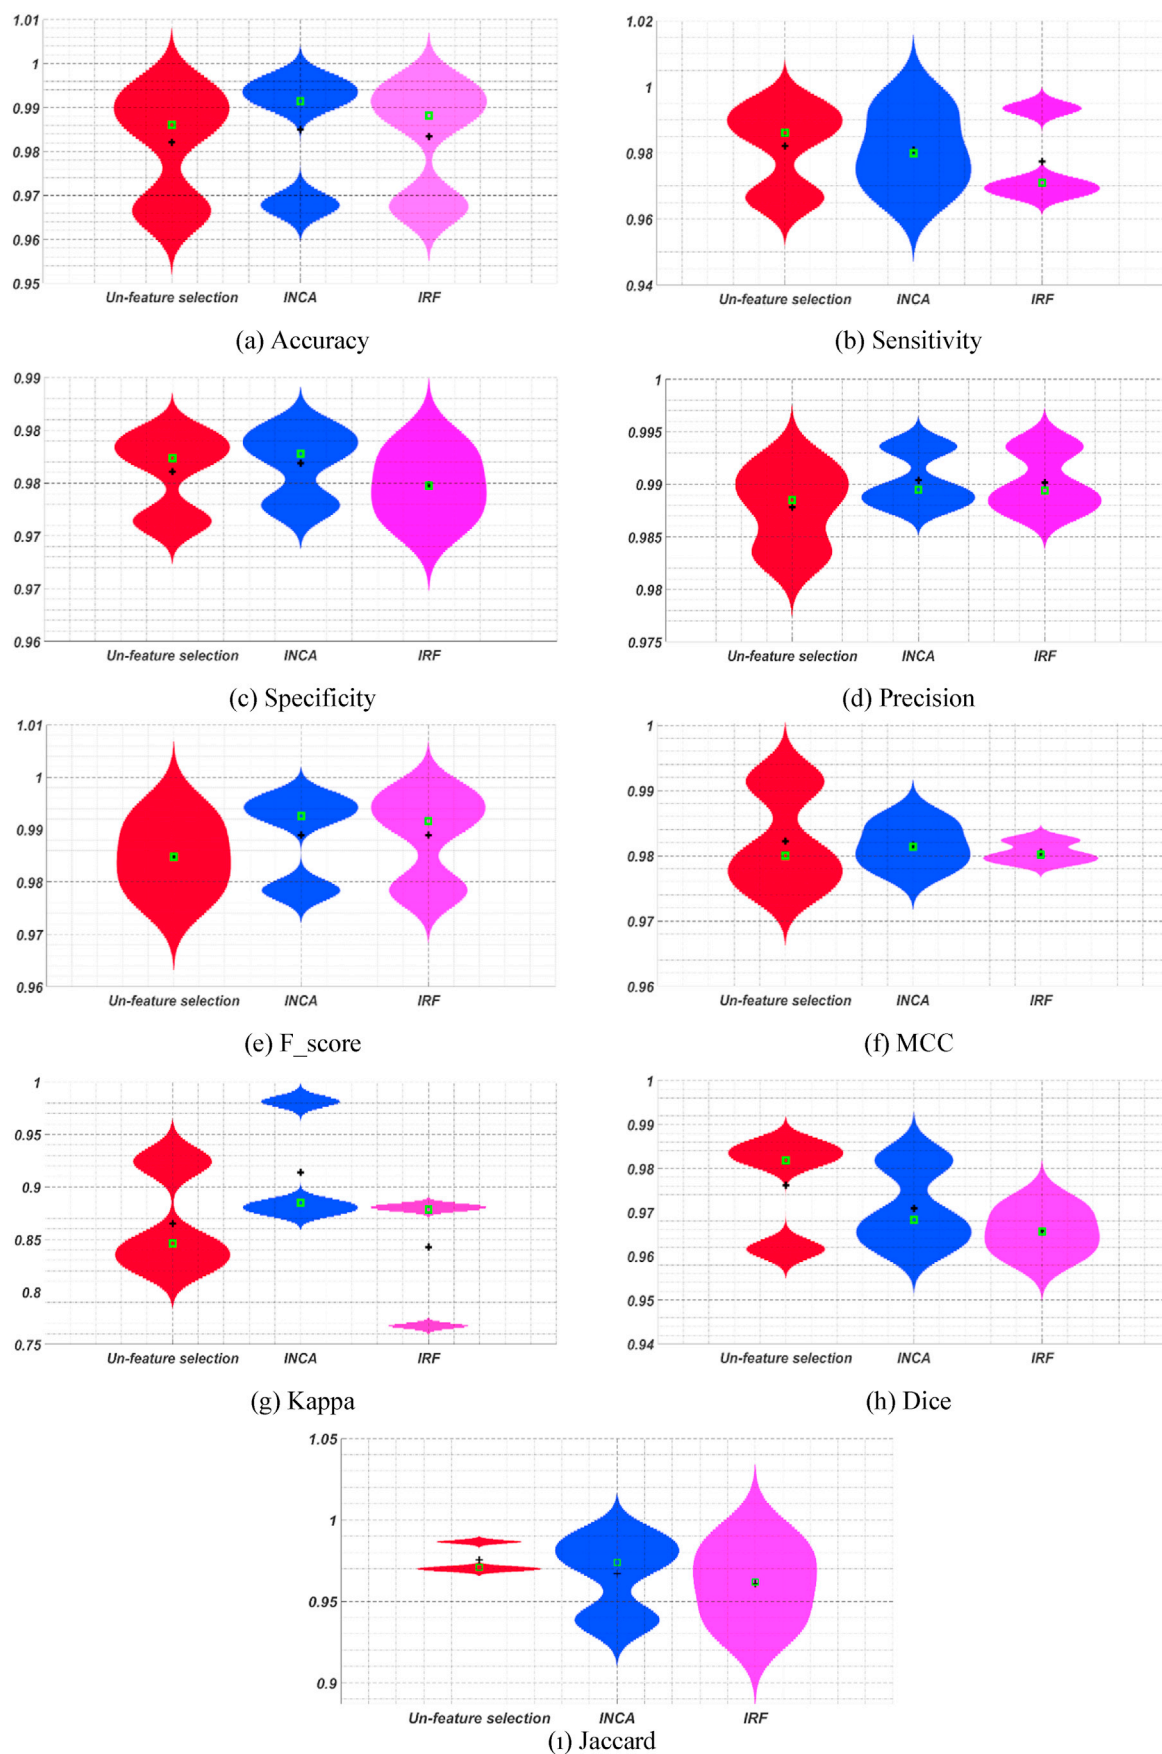 1.01
1
0.99
0.98
0.97
0.96
0.95
Un-feature selection INCA IRF
(a) Accuracy
1.02
1
0.98
0.96
0.94
Un-feature selection INCA IRF
(b) Sensitivity
0.99
0.98
0.98
0.97
0.97
0.96
Un-feature selection INCA IRF
(c) Specificity
1
0.995
0.99
0.985
0.98
0.975
Un-feature selection INCA IRF
(d) Precision
1.01
1
0.99
0.98
0.97
0.96
Un-feature selection INCA IRF
(e) F_score
1
0.99
0.98
0.97
0.96
Un-feature selection INCA IRF
(f) MCC
1
0.95
0.9
0.85
0.8
0.75
Un-feature selection INCA IRF
(g) Kappa
1
0.99
0.98
0.97
0.96
0.95
0.94
Un-feature selection INCA IRF
(h) Dice
1.05
1
0.95
0.9
Un-feature selection INCA IRF
(ı) Jaccard